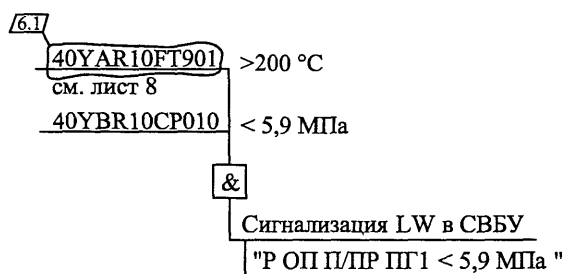 6.1
40YAR10FT901 >200 °C
см. лист 8
40YBR10CP010 < 5,9 МПа
&
Сигнализация LW в СВБУ
"Р ОП П/ПР ПГ1 < 5,9 МПа "